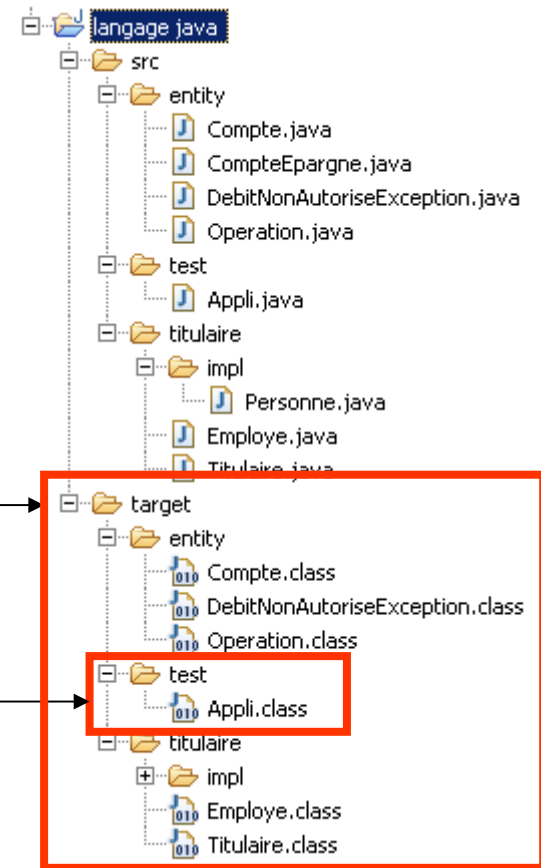 langage java
src
entity
Compte.java
CompteEpargne.java
DebitNonAutoriseException.java
Operation.java
test
Appli.java
titulaire
impl
Personne.java
Employe.java
Titulaire.java
target
entity
Compte.class
DebitNonAutoriseException.class
Operation.class
test
Appli.class
titulaire
impl
Employe.class
Titulaire.class